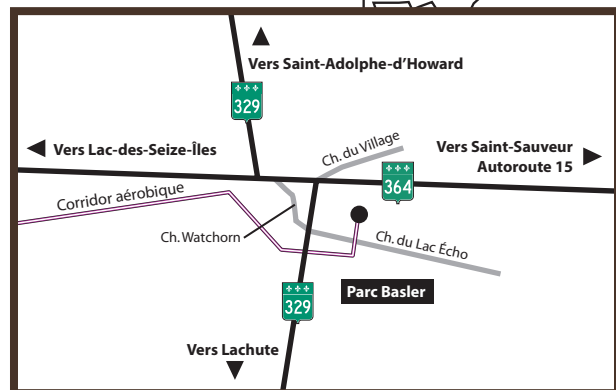 Vers Saint-Adolphe-d'Howard
329
Vers Lac-des-Seize-Îles
Ch. du Village
Vers Saint-Sauveur
Autoroute 15
364
Corridor aérobique
Ch. Watchorn
Ch. du Lac Écho
Parc Basler
329
Vers Lachute